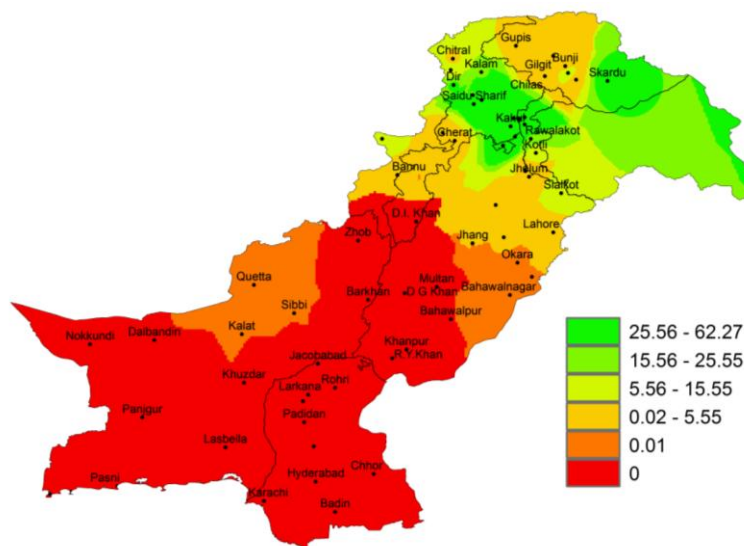 Gupis
Chitral
Kalam
Gilgit
Bunji
Dir
Chilas
Skardu
Saidu Sharif
Kakul
Rawalakot
Cherat
Kotli
Bannu
Jhelum
Sialkot
D.I. Khan
Lahore
Zhob
Jhang
Okara
Quetta
Multan
Barkhan
D.G Khan
Bahawalnagar
Sibbi
Bahawalpur
Nokkundi
Dalbandin
Kalat
Khanpur
R.Y.Khan
Jacobabad
Khuzdar
Rohri
Larkana
Panjgur
Padidan
Lasbella
Pasni
Hyderabad
Chhor
Karachi
Badin
25.56 - 62.27
15.56 - 25.55
5.56 - 15.55
0.02 - 5.55
0.01
0